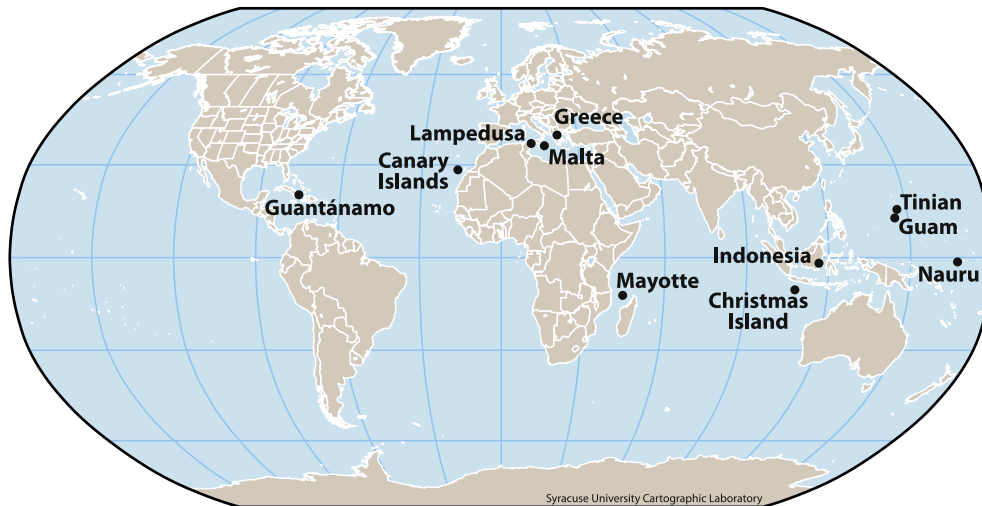 Greece
Lampedusa
Malta
Canary
Islands
Guantánamo
Tinian
Guam
Indonesia
Nauru
Mayotte
Christmas
Island
Syracuse University Cartographic Laboratory